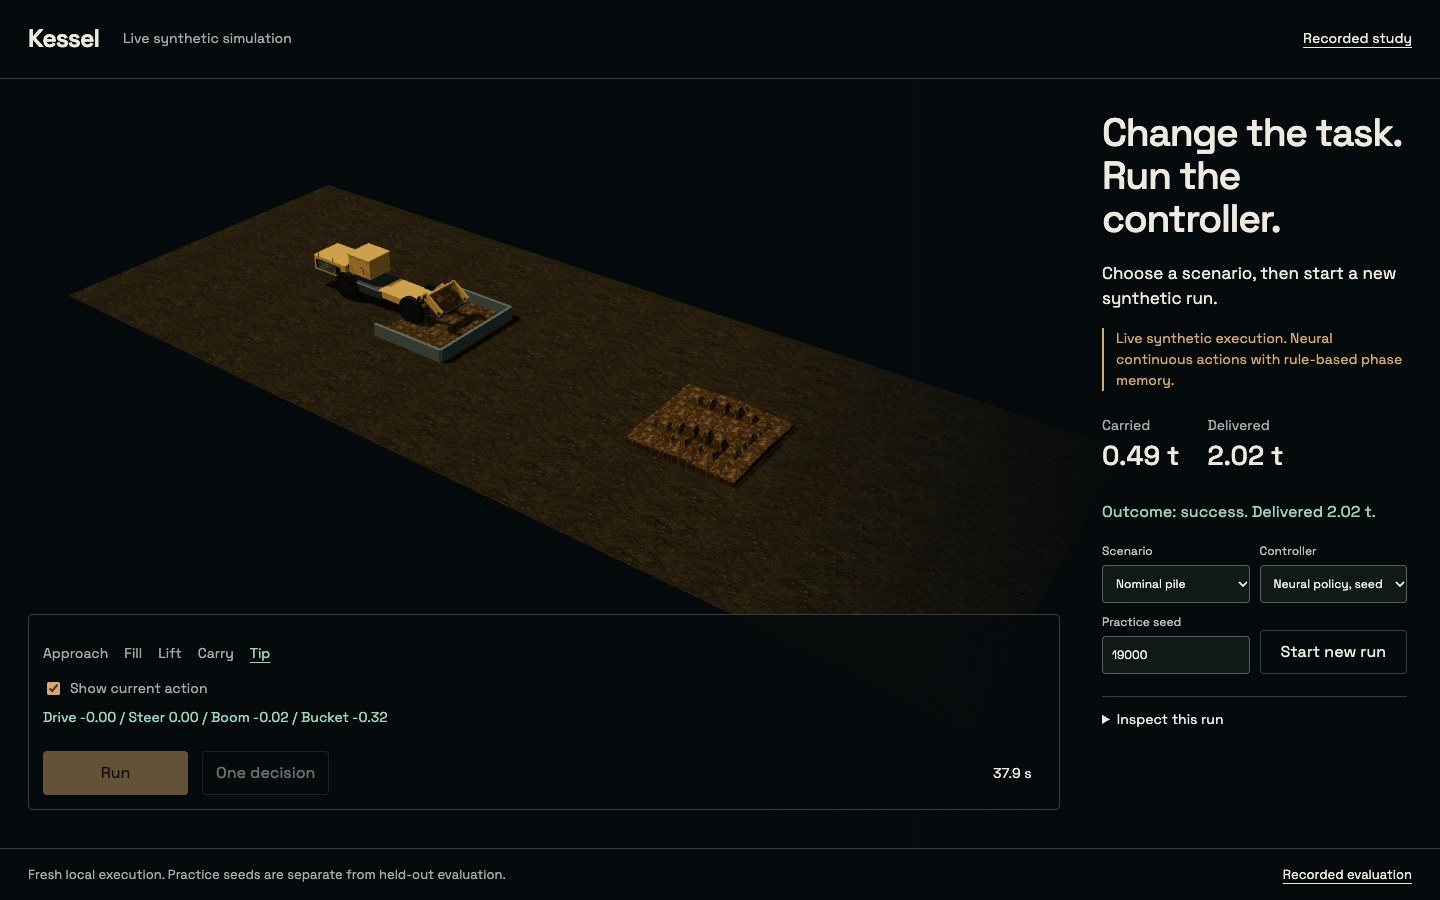 Kessel
Live synthetic simulation
Recorded study
Change the task.
Run the
controller.
Choose a scenario, then start a new
synthetic run.
Live synthetic execution. Neural
continuous actions with rule-based phase
memory.
Carried
Delivered
0.49 t
2.02 t
Outcome: success. Delivered 2.02 t.
Scenario
Controller
Nominal pile
Neural policy, seed
Practice seed
19000
Start new run
Inspect this run
Approach
Fill
Lift
Carry
Tip
Show current action
Drive -0.00 / Steer 0.00 / Boom -0.02 / Bucket -0.32
Run
One decision
37.9 s
Fresh local execution. Practice seeds are separate from held-out evaluation.
Recorded evaluation